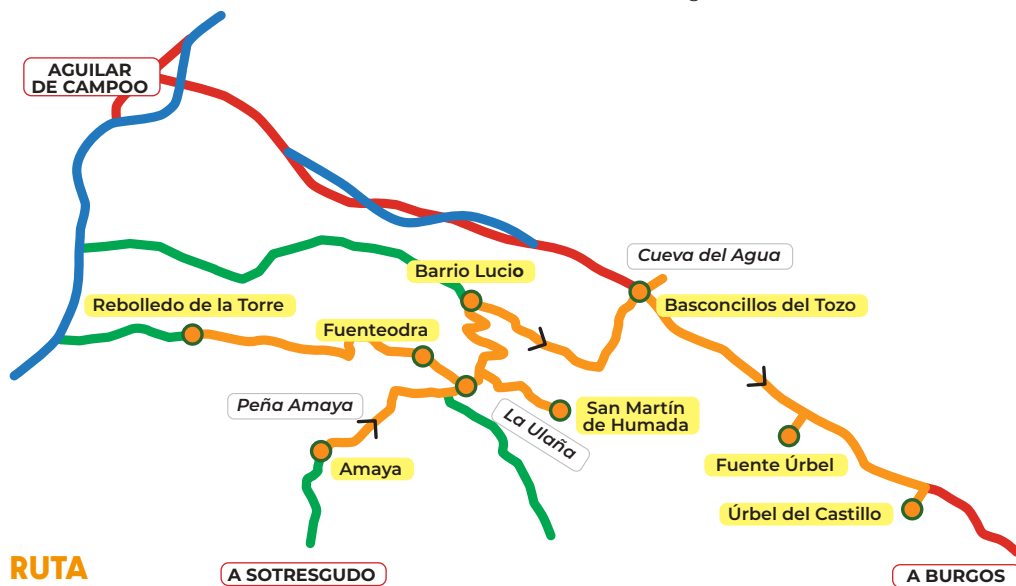 AGUILAR
DE CAMPOO
Cueva del Agua
Barrio Lucio
Basconcillos del Tozo
Rebolledo de la Torre
Fuenteodra
Peña Amaya
San Martín
de Humada
La Ulaña
Amaya
Fuente Úrbel
Úrbel del Castillo
RUTA
A SOTRESGUDO
A BURGOS